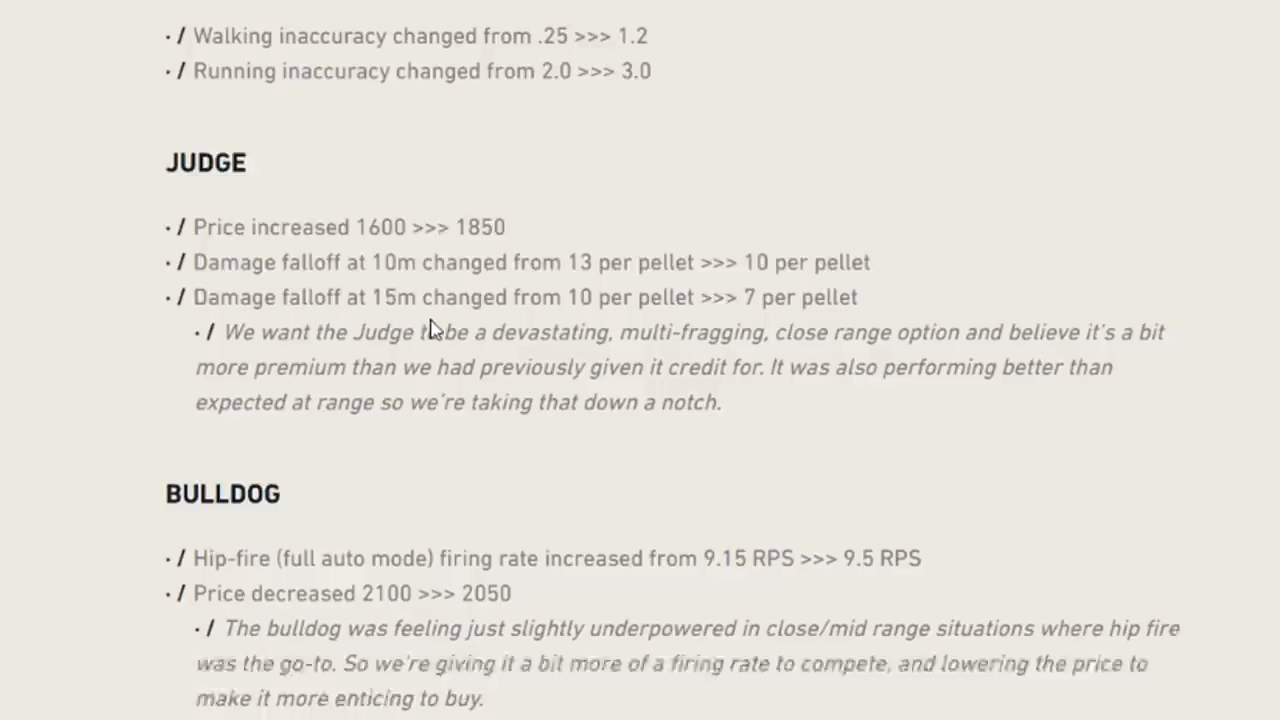 · / Walking inaccuracy changed from .25 >>> 1.2
· / Running inaccuracy changed from 2.0 >>> 3.0
JUDGE
· / Price increased 1600 >>> 1850
· / Damage falloff at 10m changed from 13 per pellet >>> 10 per pellet
· / Damage falloff at 15m changed from 10 per pellet >>> 7 per pellet
· / We want the Judge to be a devastating, multi-fragging, close range option and believe it's a bit
more premium than we had previously given it credit for. It was also performing better than
expected at range so we're taking that down a notch.
BULLDOG
· / Hip-fire (full auto mode) firing rate increased from 9.15 RPS >>> 9.5 RPS
· / Price decreased 2100 >>> 2050
· / The bulldog was feeling just slightly underpowered in close/mid range situations where hip fire
was the go-to. So we're giving it a bit more of a firing rate to compete, and lowering the price to
make it more enticing to buy.